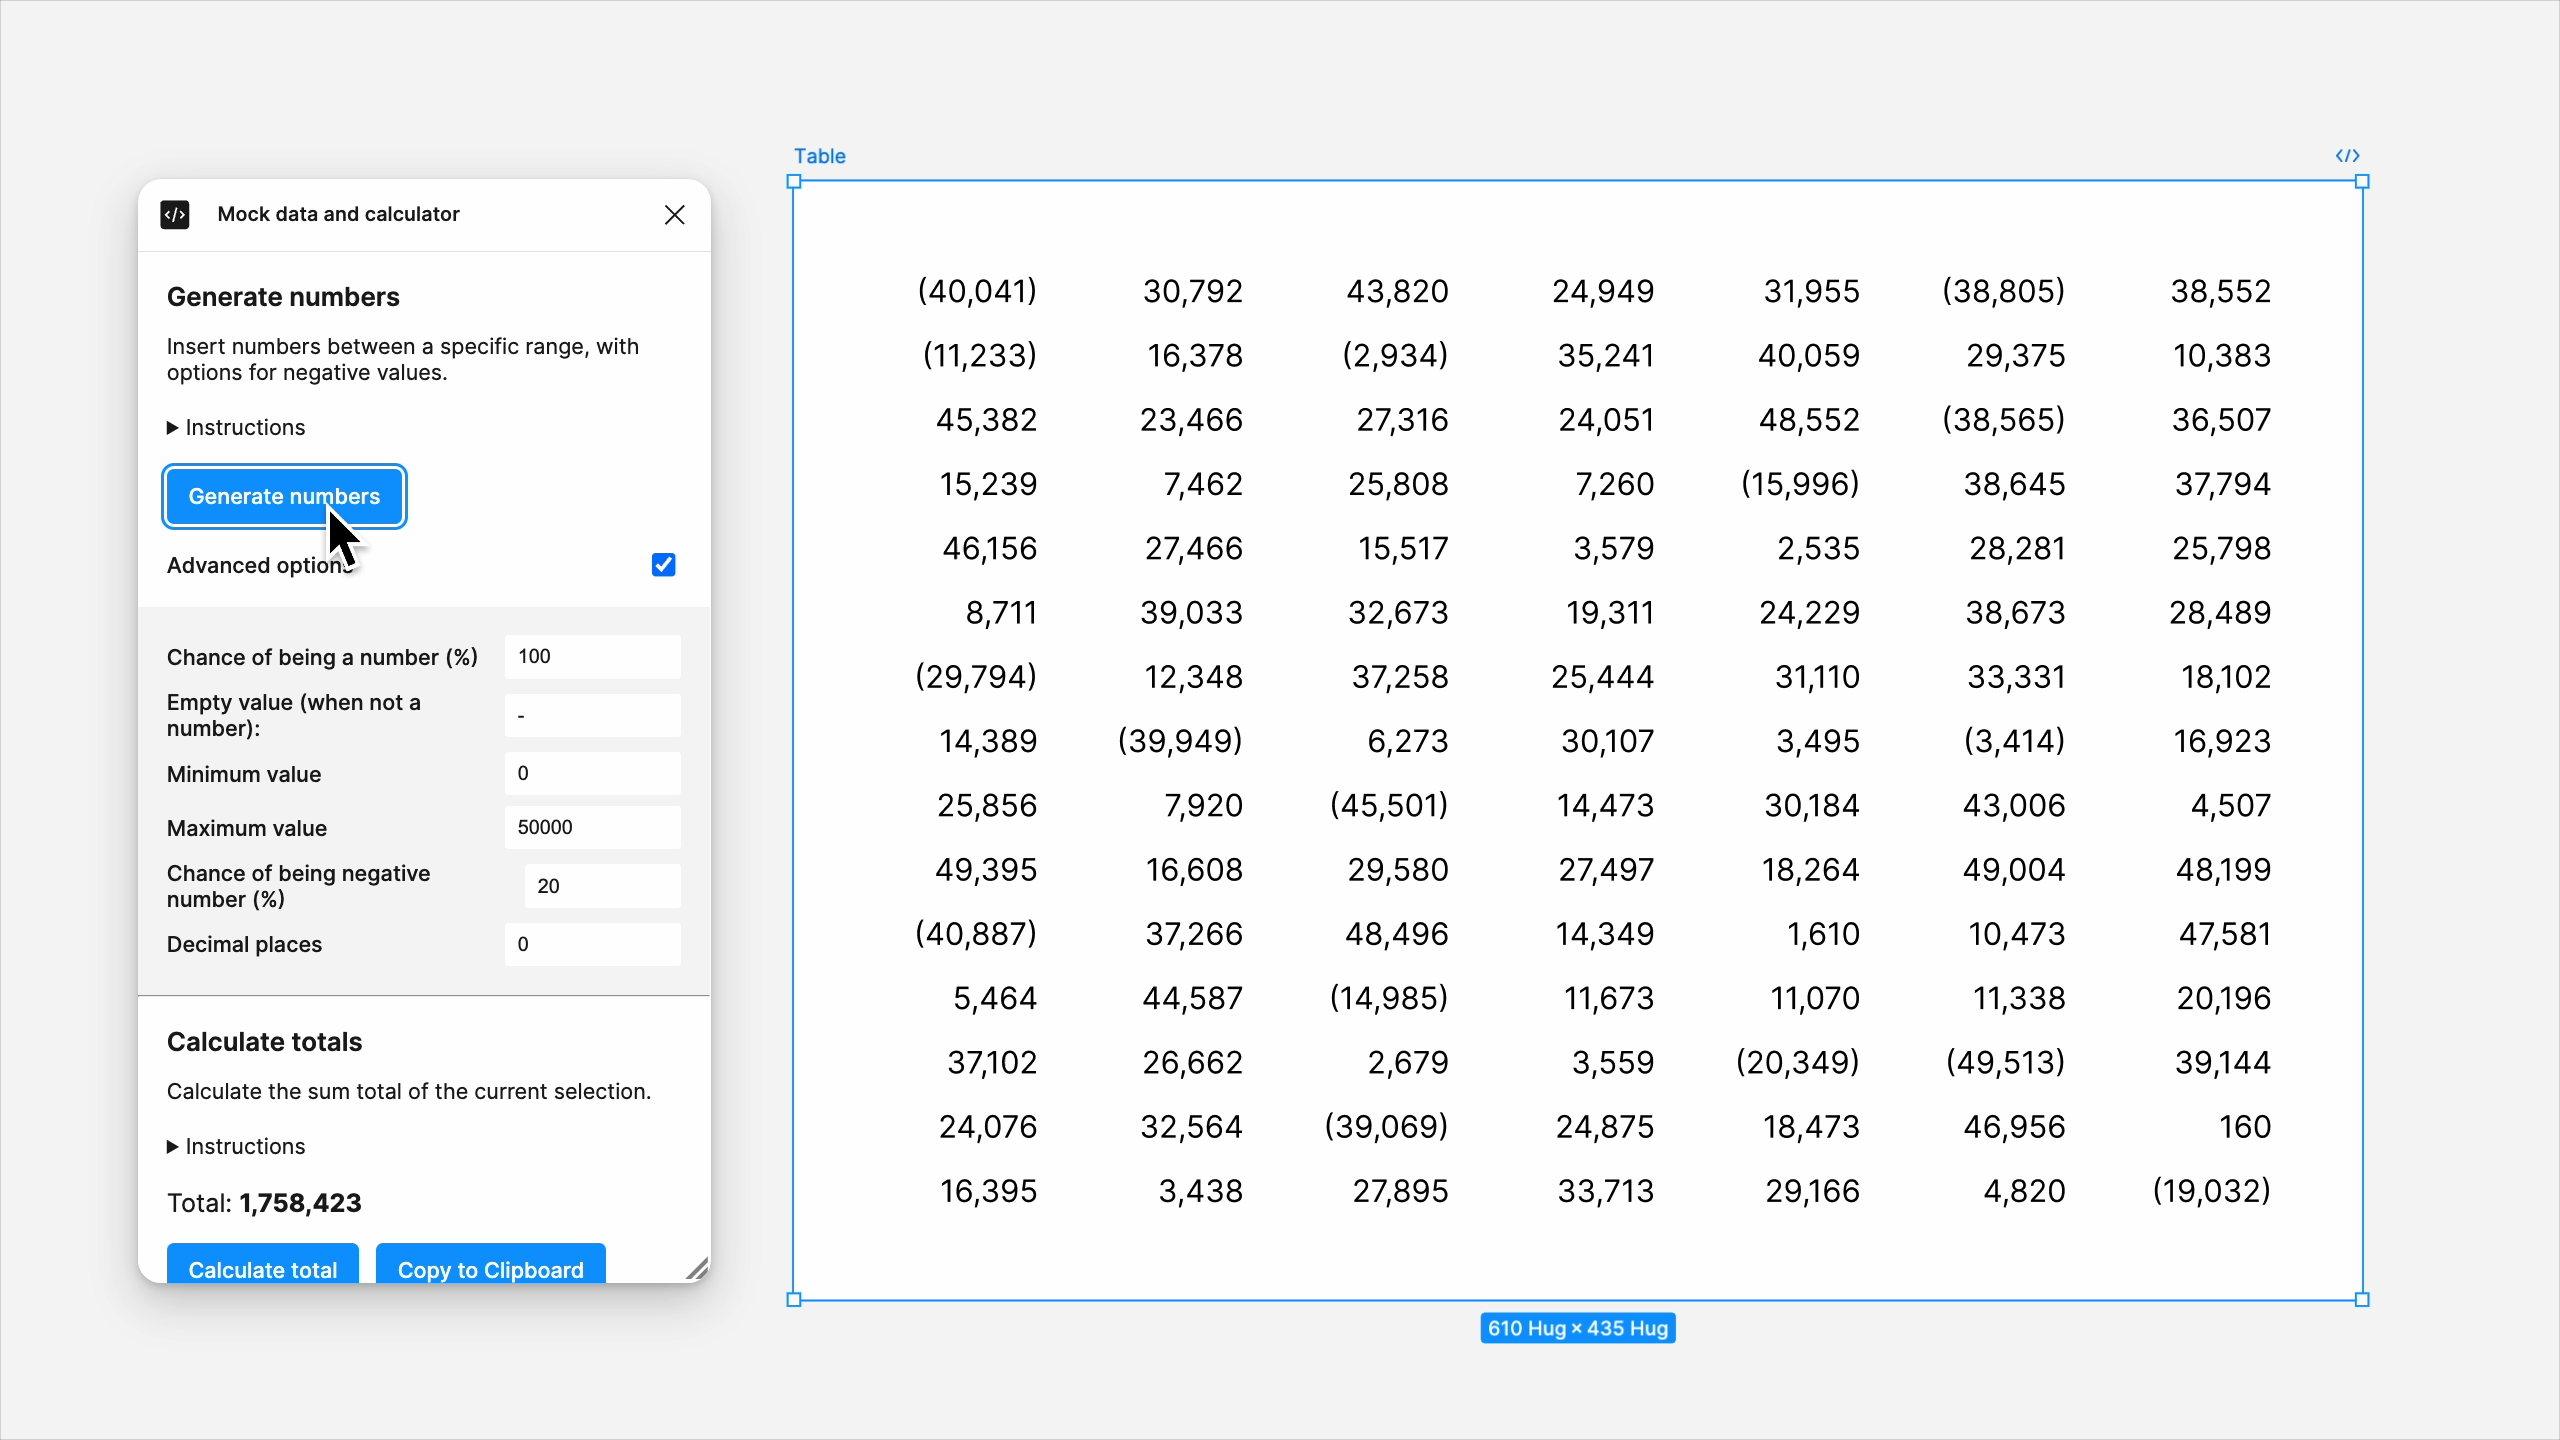 Mock data and calculator
Generate numbers
Insert numbers between a specific range, with
options for negative values.
Instructions
Generate numbers
Advanced options
Chance of being a number (%) 100
Empty value (when not a
number): -
Minimum value 0
Maximum value 50000
Chance of being negative
number (%) 20
Decimal places 0
Calculate totals
Calculate the sum total of the current selection.
Instructions
Total: 1,758,423
Calculate total Copy to Clipboard
Table </>
(40,041) 30,792 43,820 24,949 31,955 (38,805) 38,552
(11,233) 16,378 (2,934) 35,241 40,059 29,375 10,383
45,382 23,466 27,316 24,051 48,552 (38,565) 36,507
15,239 7,462 25,808 7,260 (15,996) 38,645 37,794
46,156 27,466 15,517 3,579 2,535 28,281 25,798
8,711 39,033 32,673 19,311 24,229 38,673 28,489
(29,794) 12,348 37,258 25,444 31,110 33,331 18,102
14,389 (39,949) 6,273 30,107 3,495 (3,414) 16,923
25,856 7,920 (45,501) 14,473 30,184 43,006 4,507
49,395 16,608 29,580 27,497 18,264 49,004 48,199
(40,887) 37,266 48,496 14,349 1,610 10,473 47,581
5,464 44,587 (14,985) 11,673 11,070 11,338 20,196
37,102 26,662 2,679 3,559 (20,349) (49,513) 39,144
24,076 32,564 (39,069) 24,875 18,473 46,956 160
16,395 3,438 27,895 33,713 29,166 4,820 (19,032)
610 Hug × 435 Hug